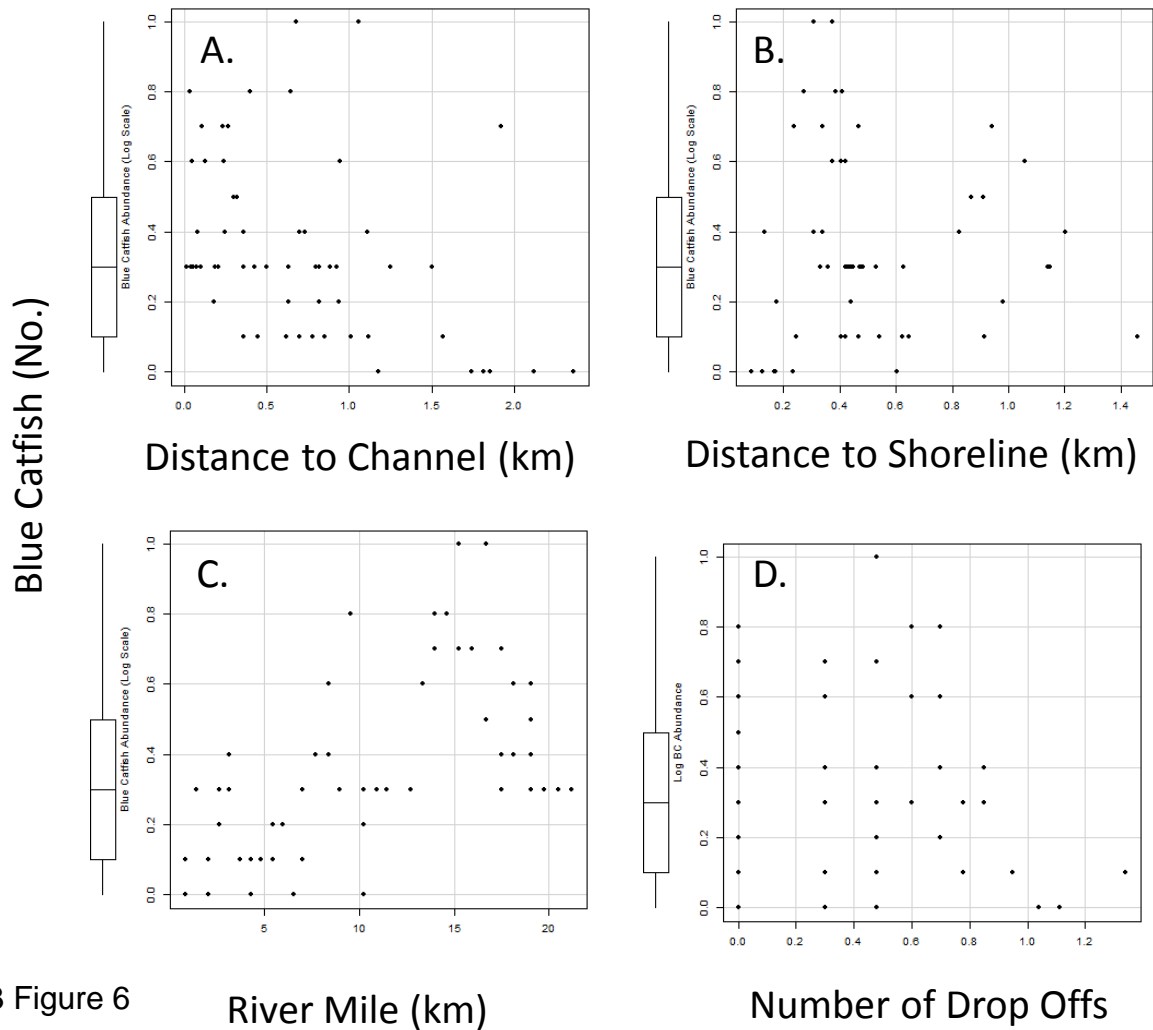 Blue Catfish (No.)
A.
Blue Catfish Abundance (Log Scale)
0.0 0.2 0.4 0.6 0.8 1.0
0.0 0.5 1.0 1.5 2.0
Distance to Channel (km)
B.
Blue Catfish Abundance (Log Scale)
0.0 0.2 0.4 0.6 0.8 1.0
0.2 0.4 0.6 0.8 1.0 1.2 1.4
Distance to Shoreline (km)
C.
Blue Catfish Abundance (Log Scale)
0.0 0.2 0.4 0.6 0.8 1.0
5 10 15 20
River Mile (km)
D.
Log BC Abundance
0.0 0.2 0.4 0.6 0.8 1.0
0.0 0.2 0.4 0.6 0.8 1.0 1.2
Number of Drop Offs
Figure 6